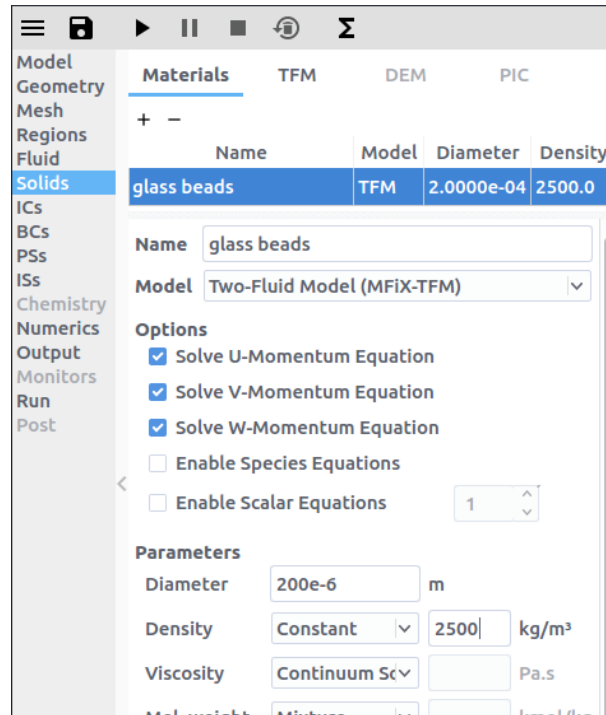 Σ
Model
Geometry
Mesh
Regions
Fluid
Solids
ICs
BCs
PSs
ISs
Chemistry
Numerics
Output
Monitors
Run
Post
Materials TFM DEM PIC
+ −
Name Model Diameter Density
glass beads TFM 2.0000e-04 2500.0
Name glass beads
Model Two-Fluid Model (MFiX-TFM)
Options
Solve U-Momentum Equation
Solve V-Momentum Equation
Solve W-Momentum Equation
Enable Species Equations
Enable Scalar Equations 1
Parameters
Diameter 200e-6 m
Density Constant 2500 kg/m³
Viscosity Continuum So Pa.s